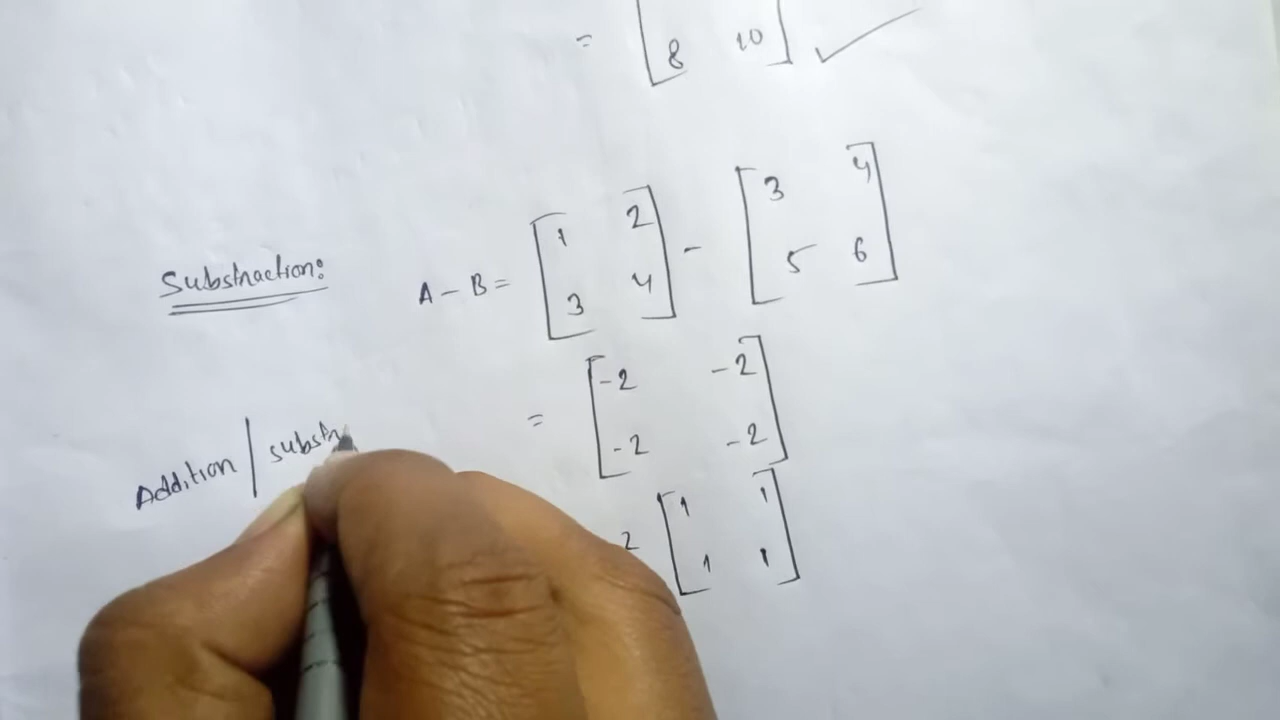 =
8 10
Substraction:
A - B = [1 2
3 4] - [3 4
5 6]
= [-2 -2
-2 -2]
2 [1 1
1 1]
Addition / substr